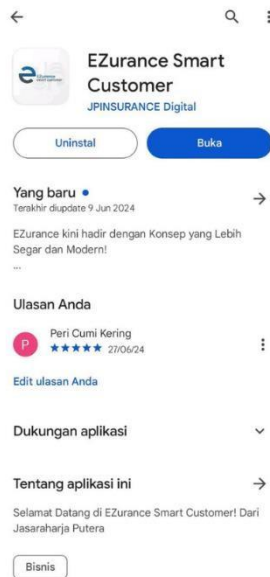 EZurance Smart
Customer
JPINSURANCE Digital
Uninstal
Buka
Yang baru
Terakhir diupdate 9 Jun 2024
EZurance kini hadir dengan Konsep yang Lebih
Segar dan Modern!
...
Ulasan Anda
P
Peri Cumi Kering
27/06/24
Edit ulasan Anda
Dukungan aplikasi
Tentang aplikasi ini
Selamat Datang di EZurance Smart Customer! Dari
Jasaraharja Putera
Bisnis